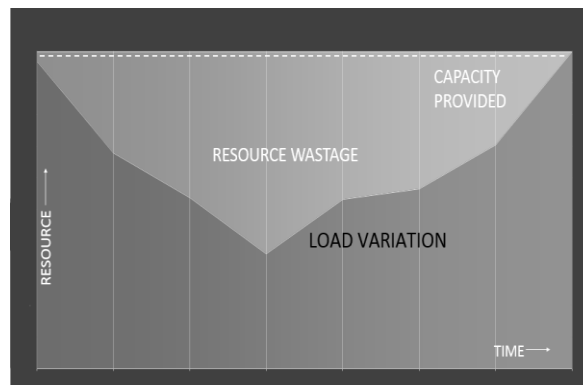 CAPACITY
PROVIDED
RESOURCE WASTAGE
LOAD VARIATION
RESOURCE
TIME